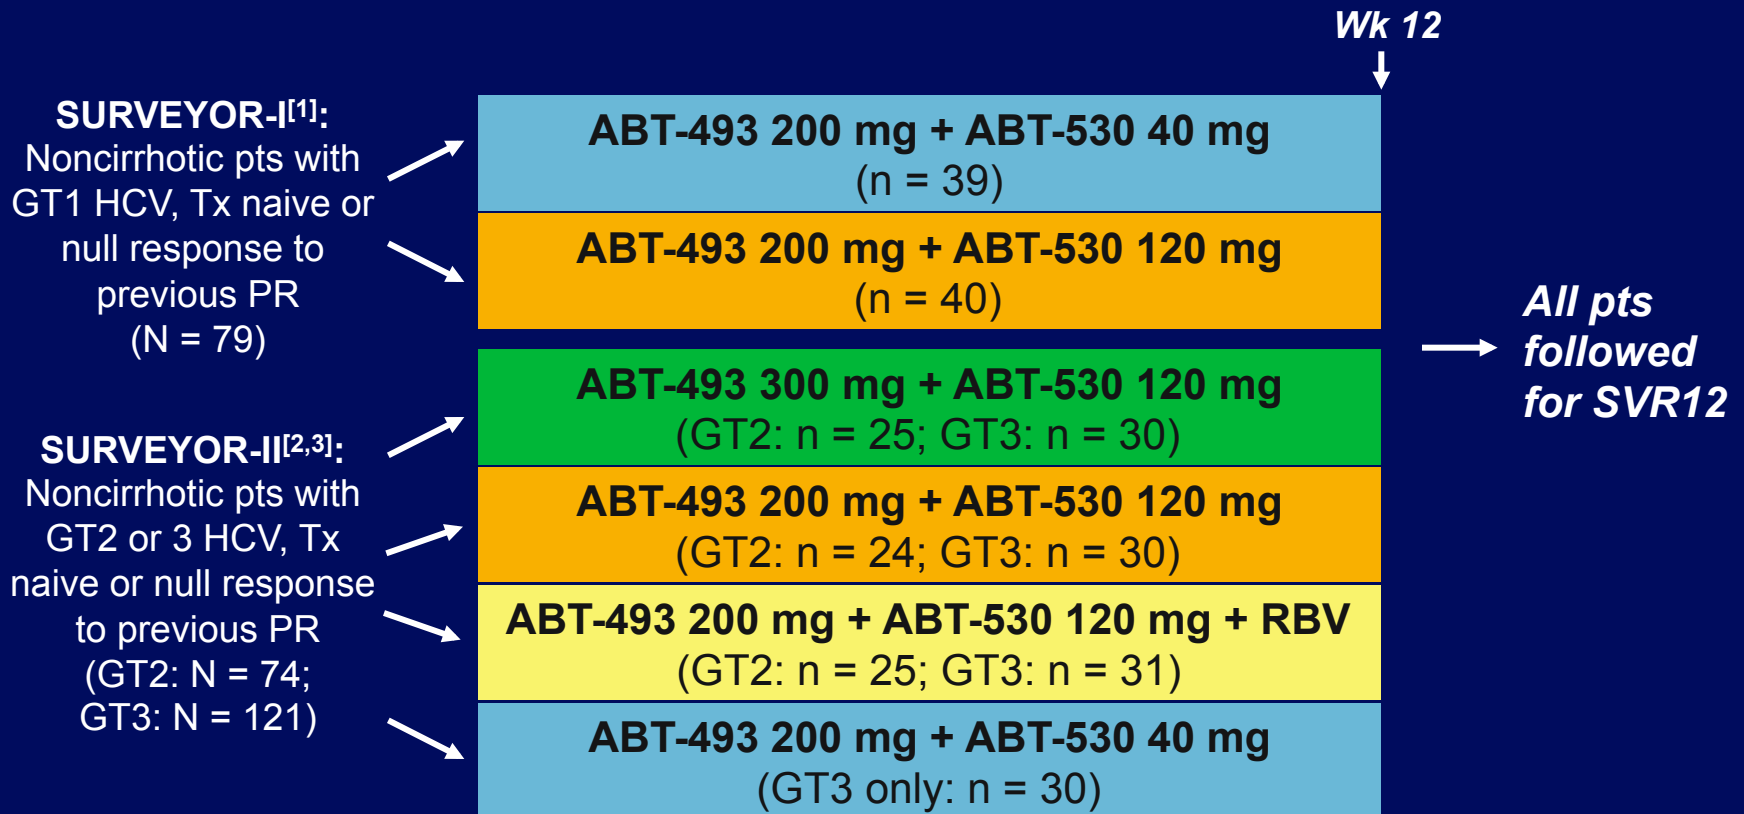 Wk 12
SURVEYOR-I[1]:
Noncirrhotic pts with
GT1 HCV, Tx naive or
null response to
previous PR
(N = 79)
ABT-493 200 mg + ABT-530 40 mg
(n = 39)
ABT-493 200 mg + ABT-530 120 mg
(n = 40)
SURVEYOR-II[2,3]:
Noncirrhotic pts with
GT2 or 3 HCV, Tx
naive or null response
to previous PR
(GT2: N = 74;
GT3: N = 121)
ABT-493 300 mg + ABT-530 120 mg
(GT2: n = 25; GT3: n = 30)
ABT-493 200 mg + ABT-530 120 mg
(GT2: n = 24; GT3: n = 30)
ABT-493 200 mg + ABT-530 120 mg + RBV
(GT2: n = 25; GT3: n = 31)
ABT-493 200 mg + ABT-530 40 mg
(GT3 only: n = 30)
All pts
followed
for SVR12